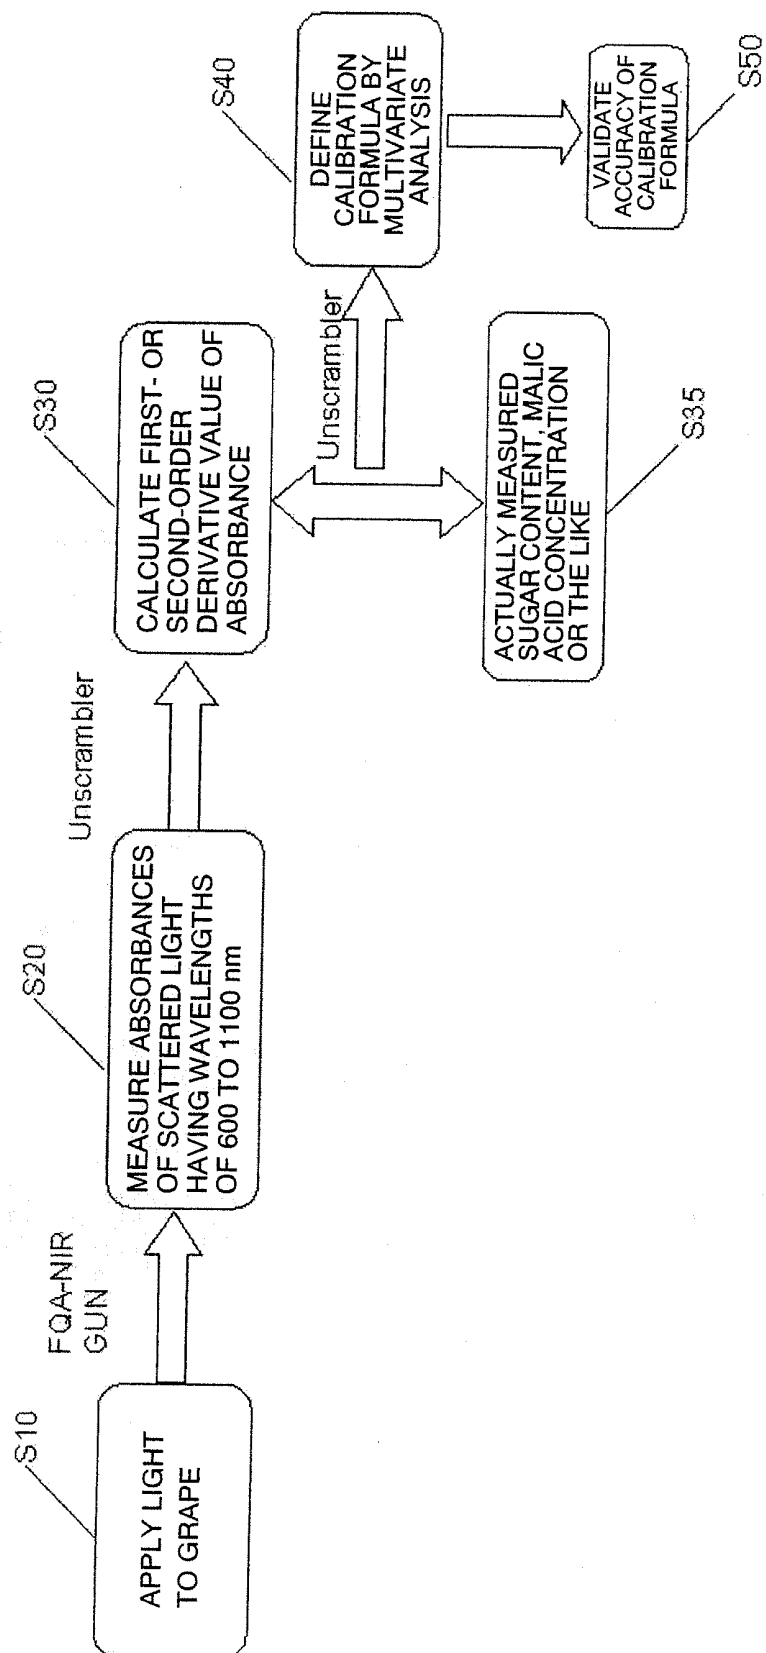 S10
APPLY LIGHT
TO GRAPE
FQA-NIR
GUN
S20
MEASURE ABSORBANCES
OF SCATTERED LIGHT
HAVING WAVELENGTHS
OF 600 TO 1100 nm
Unscrambler
S30
CALCULATE FIRST- OR
SECOND-ORDER
DERIVATIVE VALUE OF
ABSORBANCE
Unscrambler
ACTUALLY MEASURED
SUGAR CONTENT, MALIC
ACID CONCENTRATION
OR THE LIKE
S35
S40
DEFINE
CALIBRATION
FORMULA BY
MULTIVARIATE
ANALYSIS
VALIDATE
ACCURACY OF
CALIBRATION
FORMULA
S50